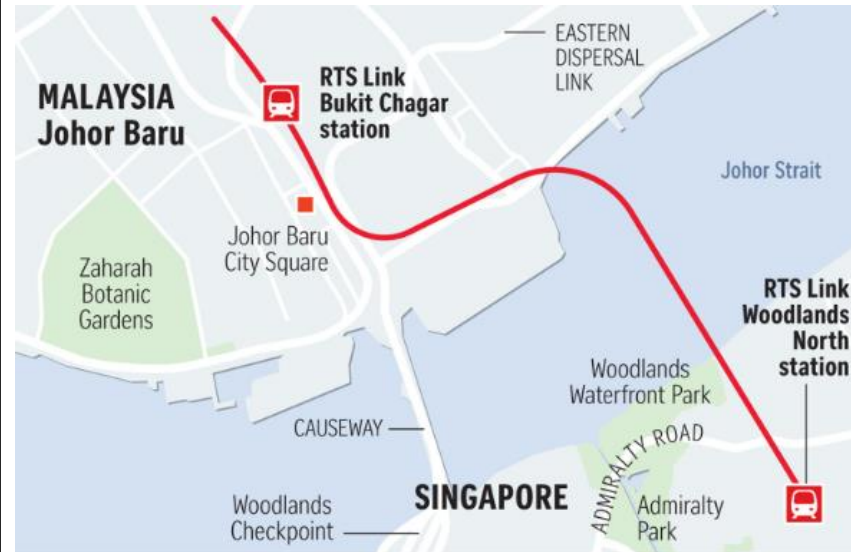 EASTERN
DISPERSAL
LINK
RTS Link
Bukit Chagar
station
MALAYSIA
Johor Baru
Johor Strait
Johor Baru
City Square
Zaharah
Botanic
Gardens
RTS Link
Woodlands
North
station
Woodlands
Waterfront Park
CAUSEWAY
ADMIRALTY ROAD
SINGAPORE
Woodlands
Checkpoint
Admiralty
Park